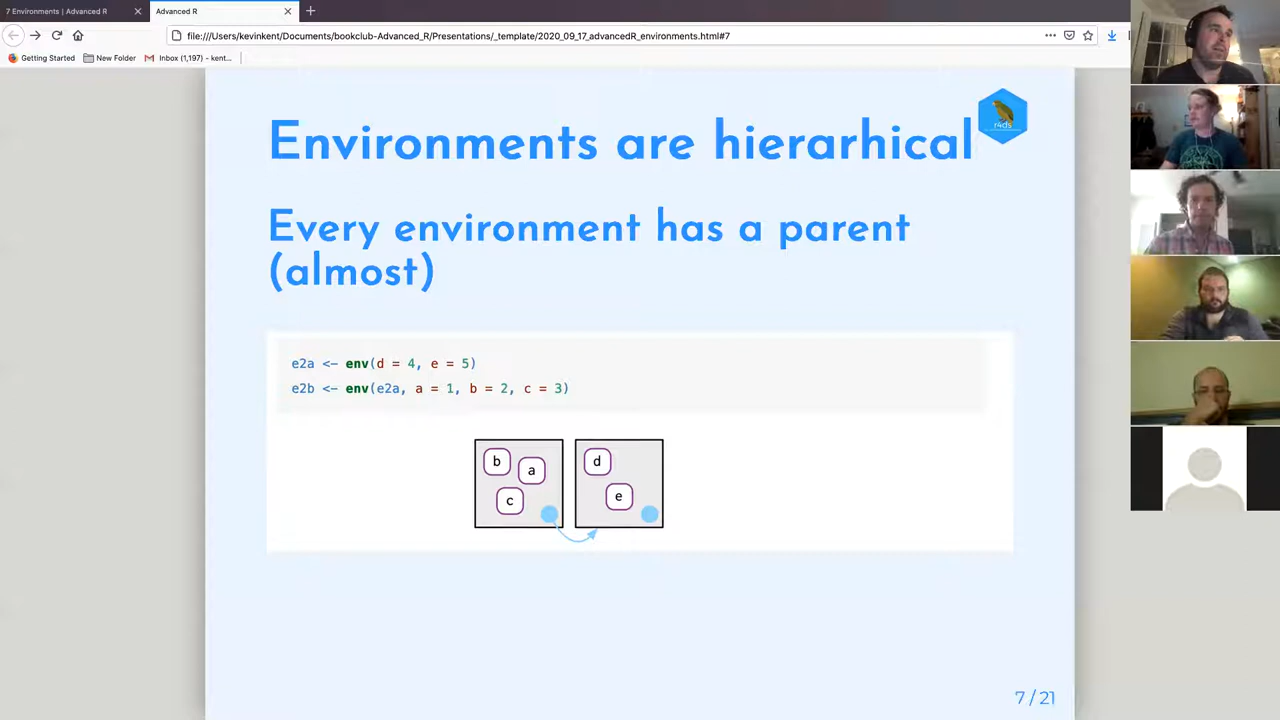 7 Environments | Advanced R
Advanced R
file:///Users/kevinkent/Documents/bookclub-Advanced_R/Presentations/_template/2020_09_17_advancedR_environments.html#7
Getting Started New Folder Inbox (1,197) - kent...
Environments are hierarhical
r4ds
Every environment has a parent
(almost)
e2a <- env(d = 4, e = 5)
e2b <- env(e2a, a = 1, b = 2, c = 3)
b a d
c e
7 / 21